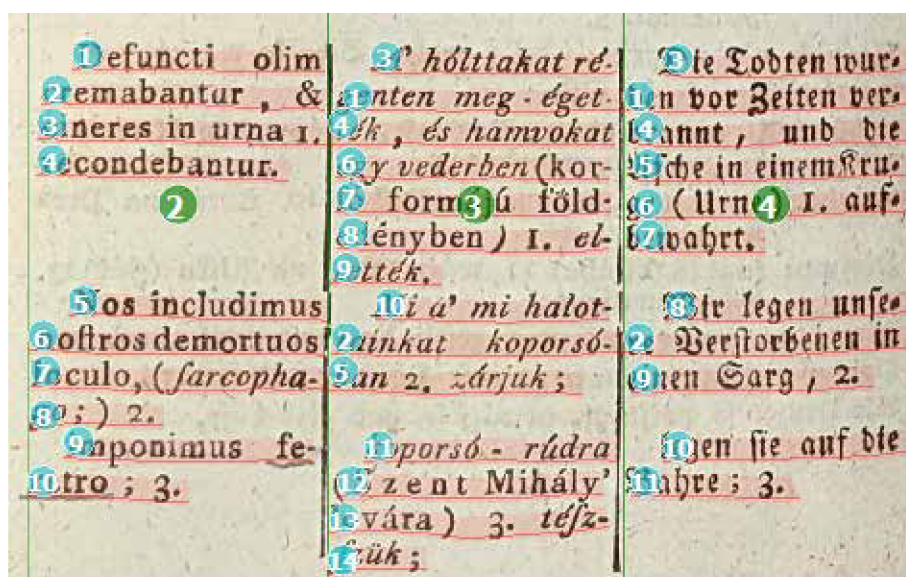 Defuncti olim
cremabantur , &
cineres in urna 1.
recondebantur.
Nos includimus
noſtros demortuos
loculo, (ſarcopha-
go ; ) 2.
Imponimus fe-
retro ; 3.
A' hólttakat ré-
genten meg - éget-
ték , és hamvokat
egy vederben (kor-
só formájú föld-
edényben) 1. el-
tették.
Mi a' mi halot-
tainkat koporsó-
ban 2. zárjuk ;
Koporsó - rúdra
(Szent Mihály'
lovára) 3. téſz-
ſzük ;
Die Todten wur-
den vor Zeiten ver-
brannt , und die
Aſche in einem Kru-
ge (Urne) 1. auf-
bewahrt.
Wir legen unſe-
re Verſtorbenen in
einen Sarg , 2.
legen ſie auf die
Bahre ; 3.